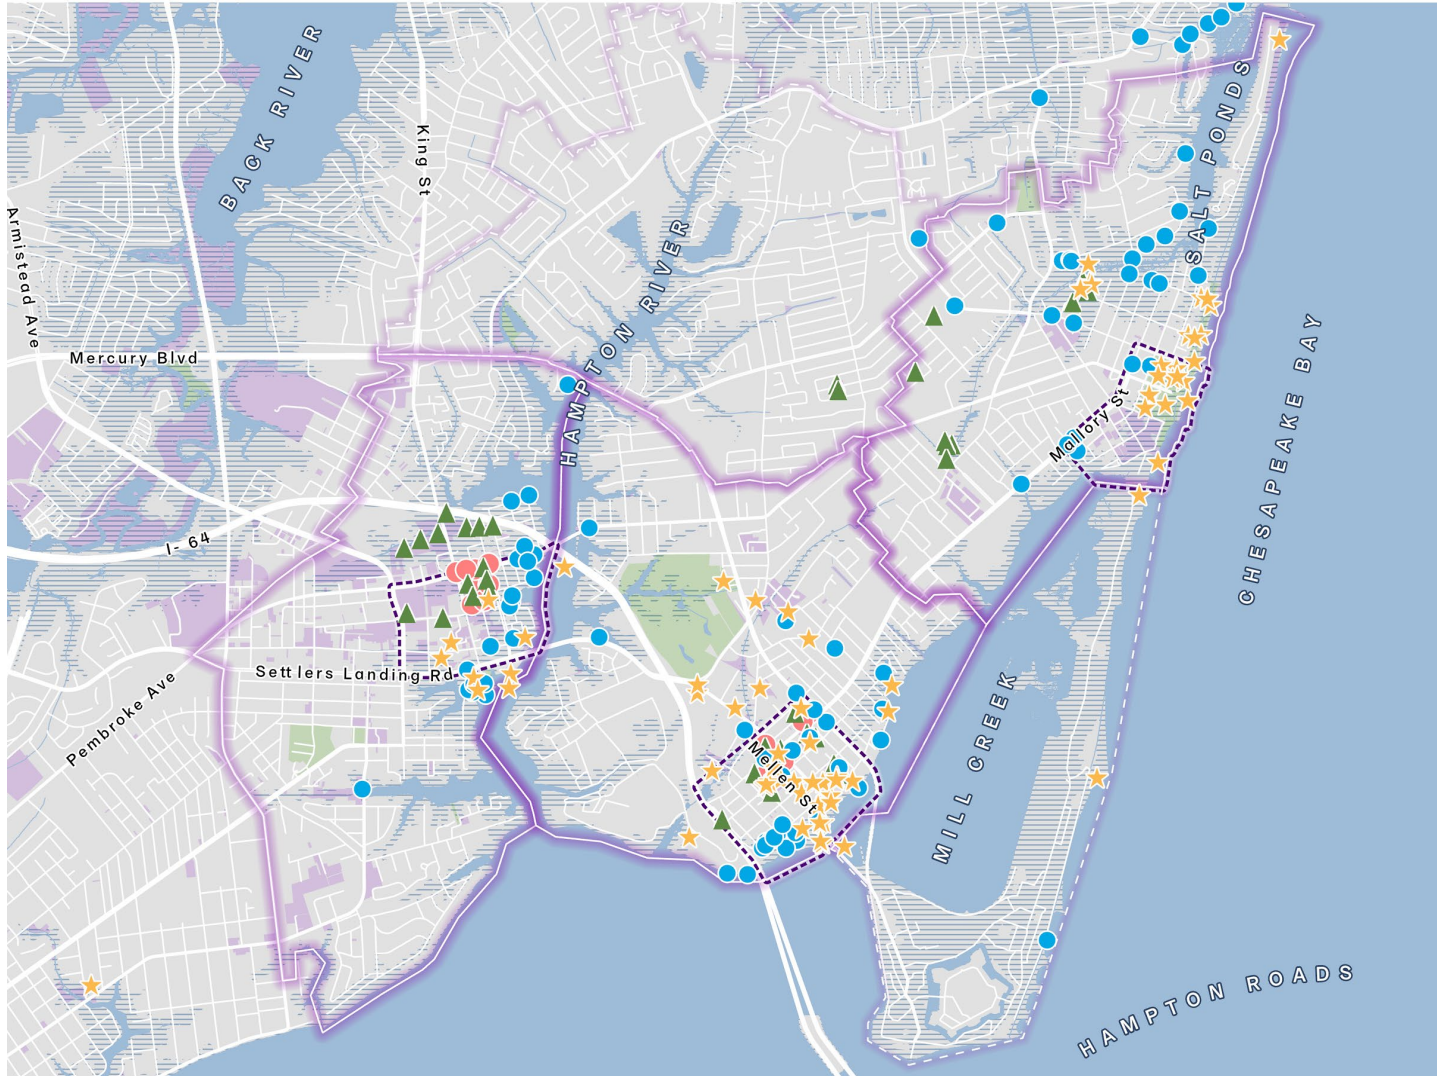 BACK RIVER
King St
SALT PONDS
Armistead Ave
HAMPTON RIVER
Mercury Blvd
CHESAPEAKE BAY
Mallory St
I- 64
Settlers Landing Rd
Pembroke Ave
Mellen St
MILL CREEK
HAMPTON ROADS